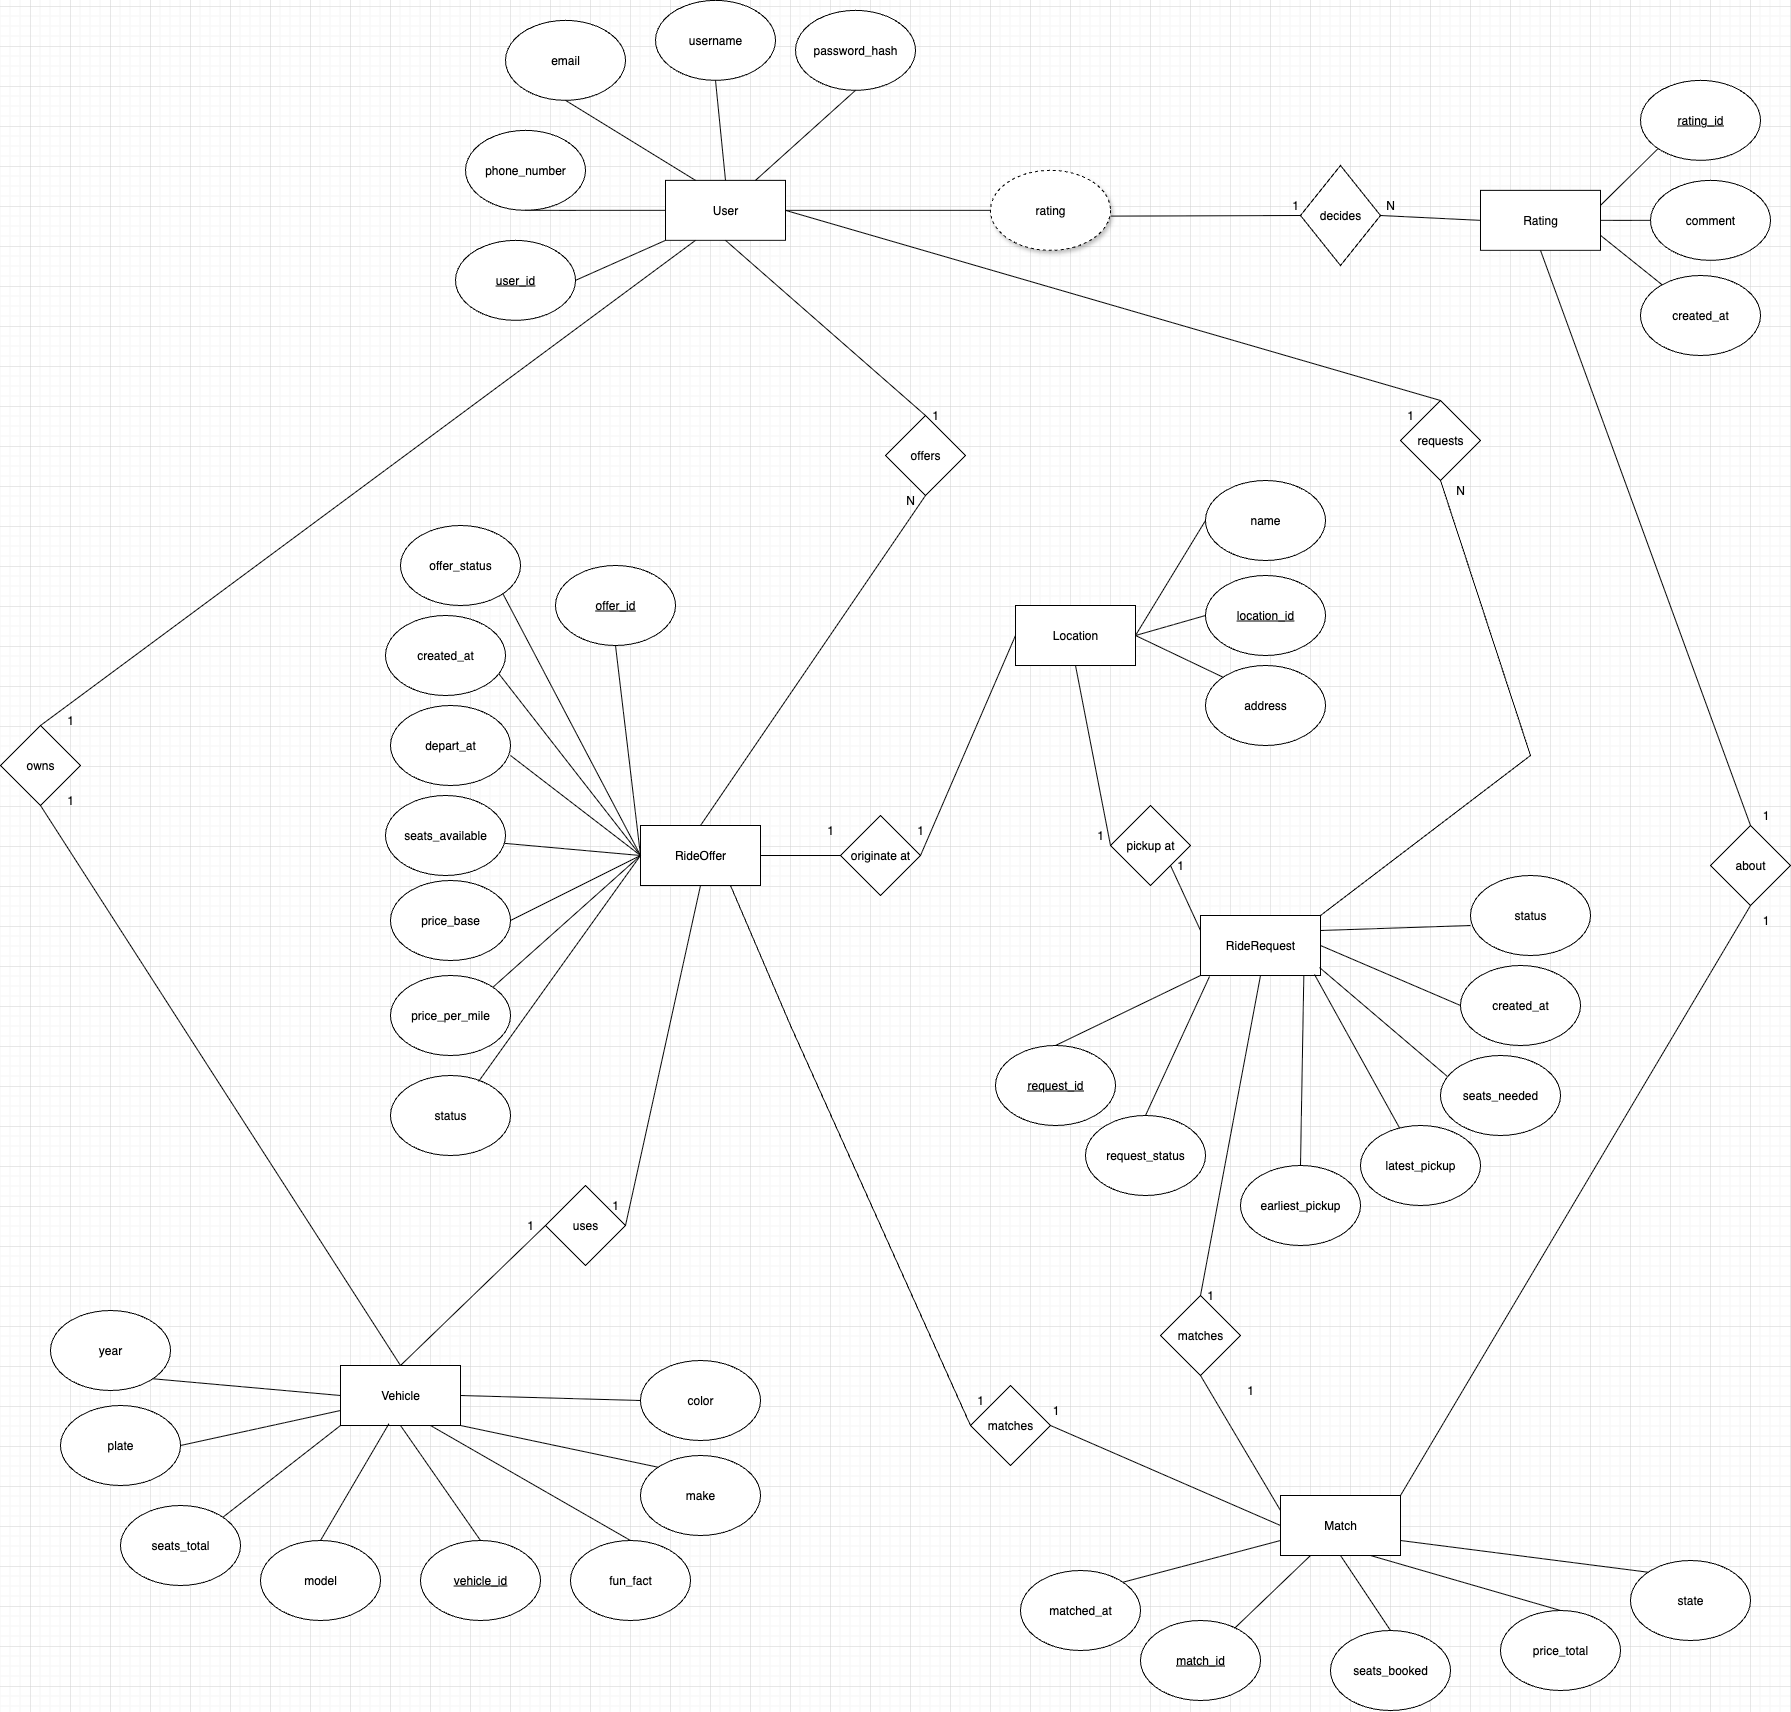 username
password_hash
email
rating_id
phone_number
User
rating
1
decides
N
Rating
comment
user_id
created_at
1
offers
N
1
requests
N
name
offer_status
offer_id
location_id
Location
created_at
address
depart_at
1
owns
1
seats_available
RideOffer
1
originate at
1
1
pickup at
1
1
about
1
price_base
status
RideRequest
price_per_mile
created_at
request_id
seats_needed
status
request_status
latest_pickup
earliest_pickup
1
uses
1
1
matches
1
year
Vehicle
color
1
matches
1
plate
make
seats_total
model
vehicle_id
fun_fact
Match
matched_at
state
match_id
seats_booked
price_total